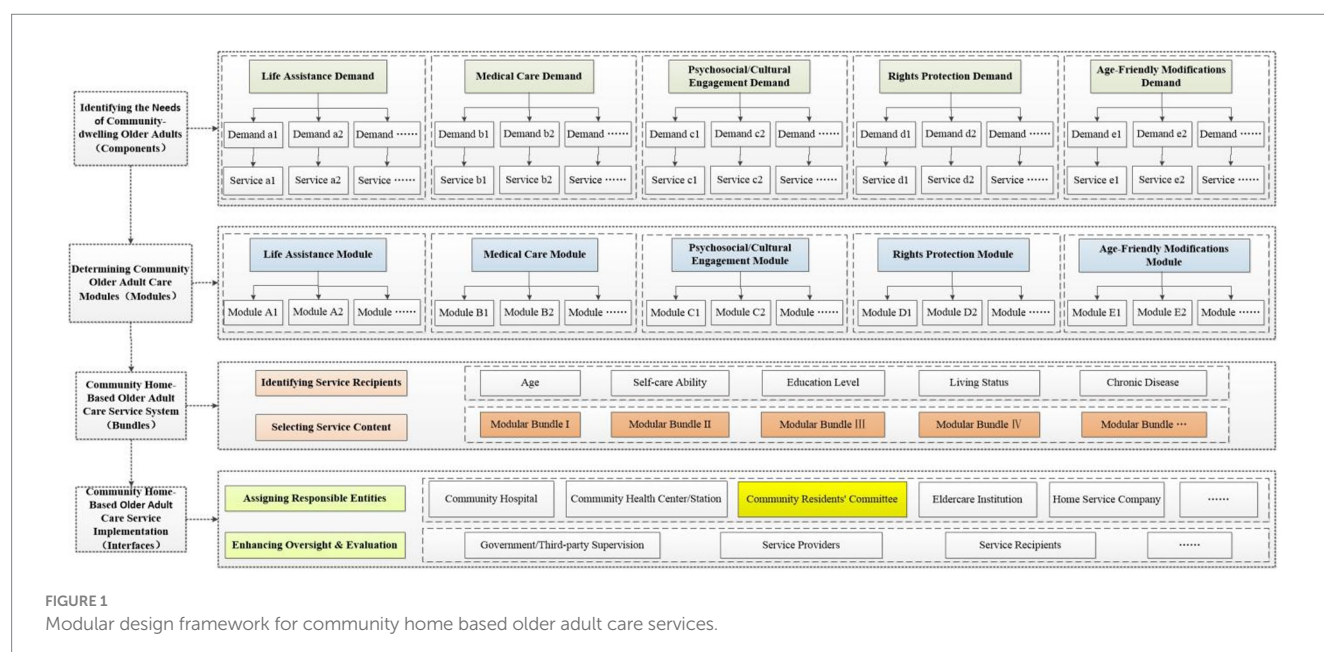 Identifying the Needs
of Community-
dwelling Older Adults
（Components）
Life Assistance Demand
Medical Care Demand
Psychosocial/Cultural
Engagement Demand
Rights Protection Demand
Age-Friendly Modifications
Demand
Demand a1
Demand a2
Demand ……
Demand b1
Demand b2
Demand ……
Demand c1
Demand c2
Demand ……
Demand d1
Demand d2
Demand ……
Demand e1
Demand e2
Demand ……
Service a1
Service a2
Service ……
Service b1
Service b2
Service ……
Service c1
Service c2
Service ……
Service d1
Service d2
Service ……
Service e1
Service e2
Service ……
Determining Community
Older Adult Care
Modules（Modules）
Life Assistance Module
Medical Care Module
Psychosocial/Cultural
Engagement Module
Rights Protection Module
Age-Friendly Modifications
Module
Module A1
Module A2
Module ……
Module B1
Module B2
Module ……
Module C1
Module C2
Module ……
Module D1
Module D2
Module ……
Module E1
Module E2
Module ……
Community Home-
Based Older Adult
Care Service System
（Bundles）
Identifying Service Recipients
Age
Self-care Ability
Education Level
Living Status
Chronic Disease
Selecting Service Content
Modular Bundle I
Modular Bundle II
Modular Bundle Ⅲ
Modular Bundle Ⅳ
Modular Bundle …
Community Home-
Based Older Adult
Care Service
Implementation
（Interfaces）
Assigning Responsible Entities
Community Hospital
Community Health Center/Station
Community Residents' Committee
Eldercare Institution
Home Service Company
……
Enhancing Oversight & Evaluation
Government/Third-party Supervision
Service Providers
Service Recipients
……
FIGURE 1
Modular design framework for community home based older adult care services.